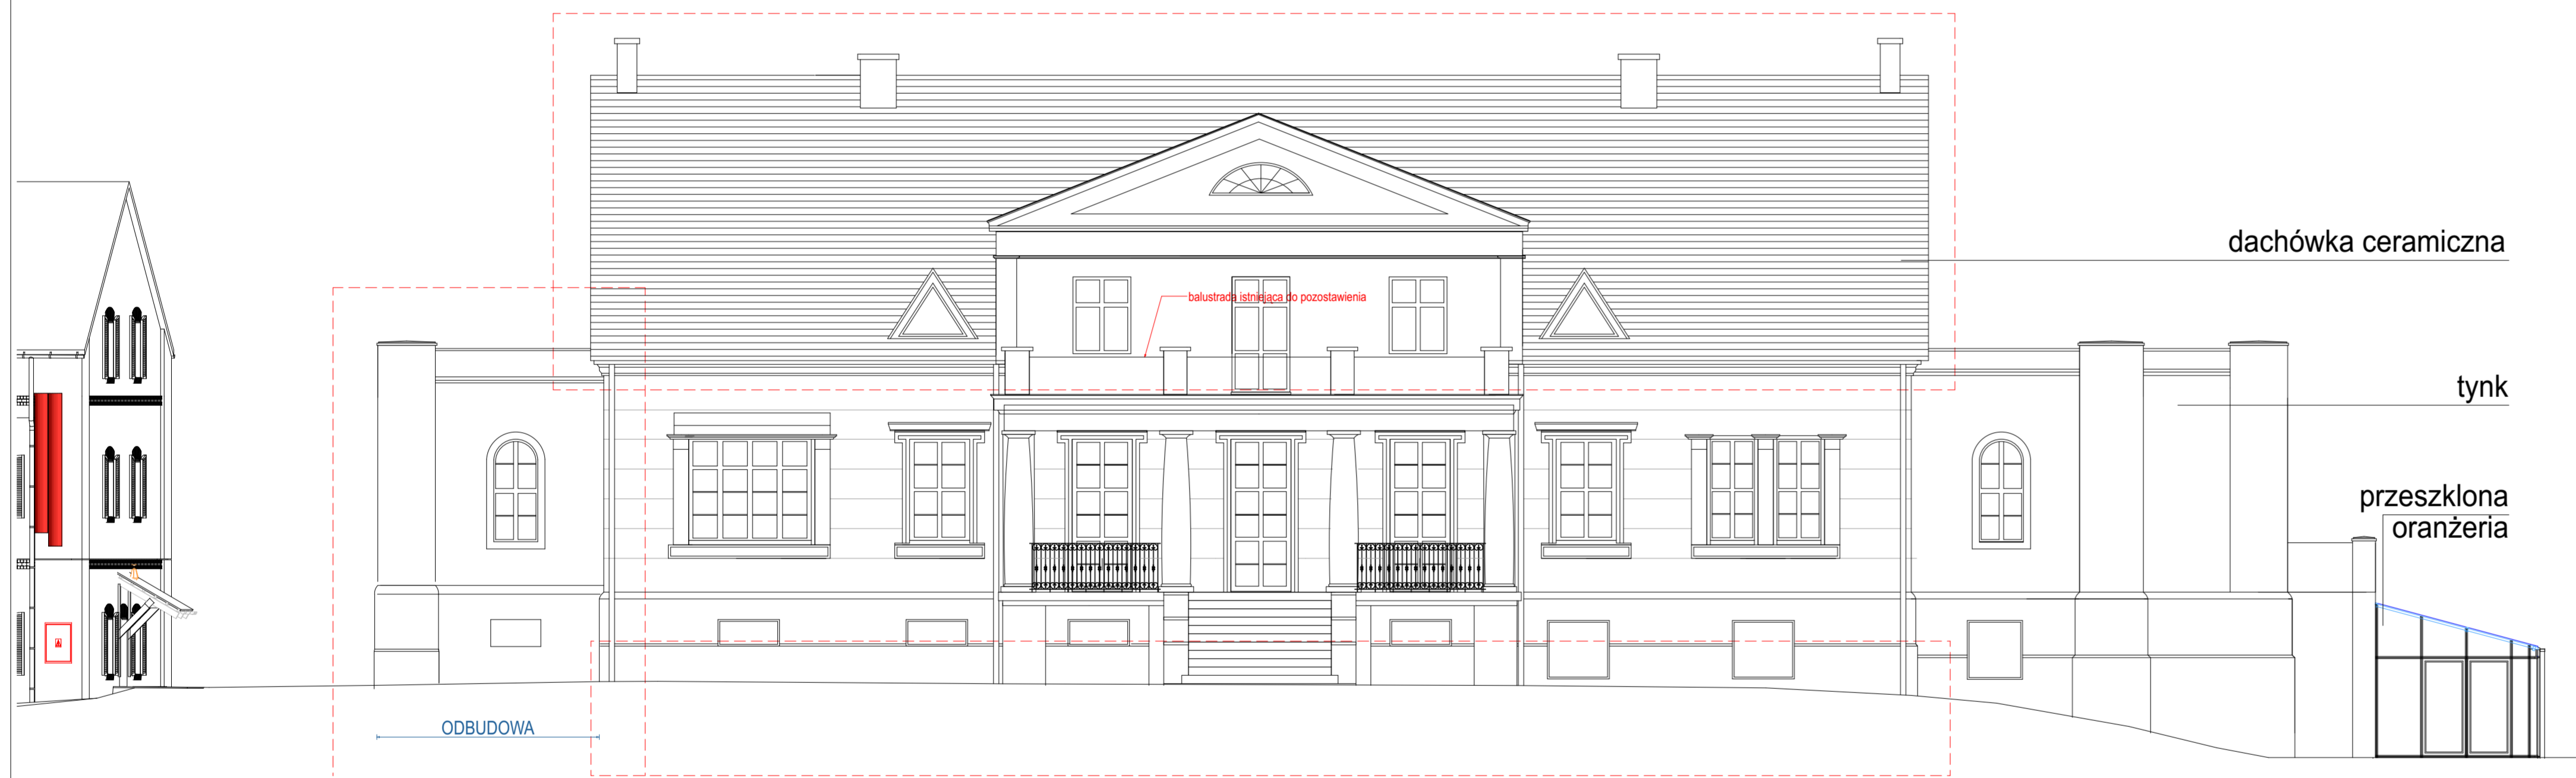 dachówka ceramiczna
balustrada istniejąca do pozostawienia
tynk
przeszklona
oranżeria
ODBUDOWA